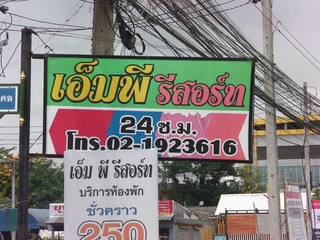 เอ็มพี รีสอร์ท
24 ช.ม.
โทร.02-1923616
เอ็ม พี รีสอร์ท
บริการห้องพัก
ชั่วคราว
250